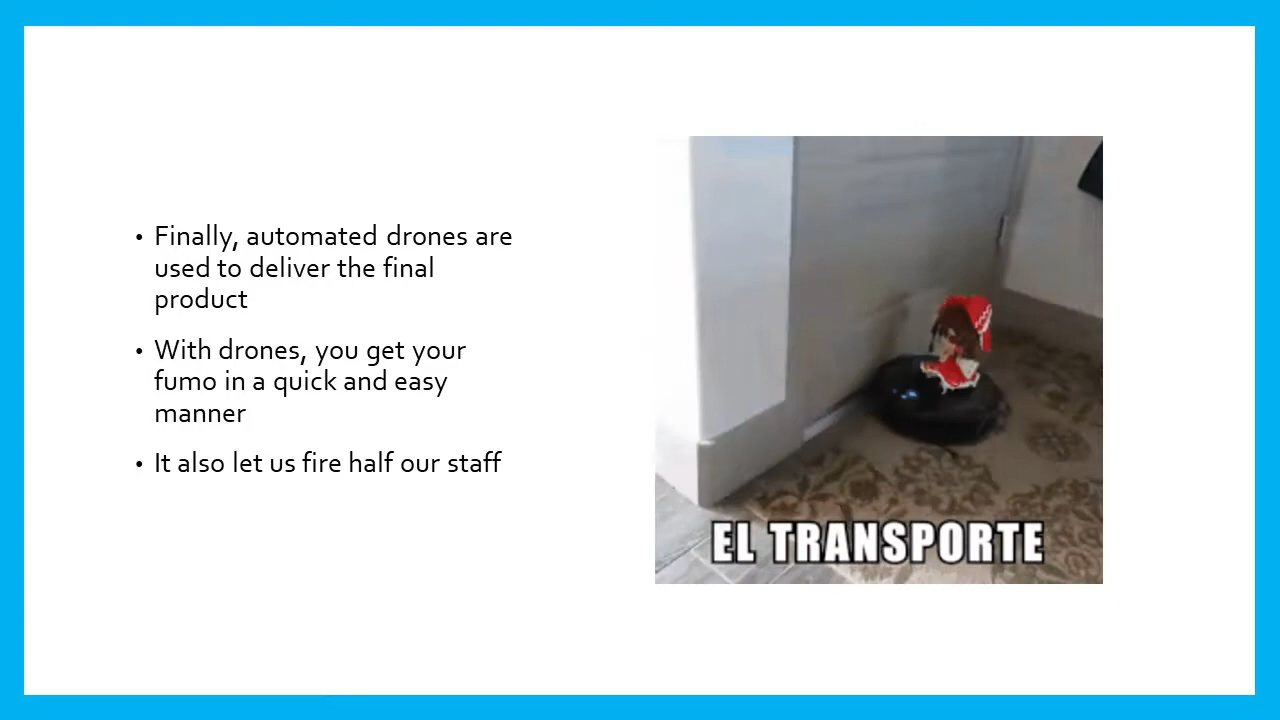 • Finally, automated drones are
used to deliver the final
product
• With drones, you get your
fumo in a quick and easy
manner
• It also let us fire half our staff
EL TRANSPORTE